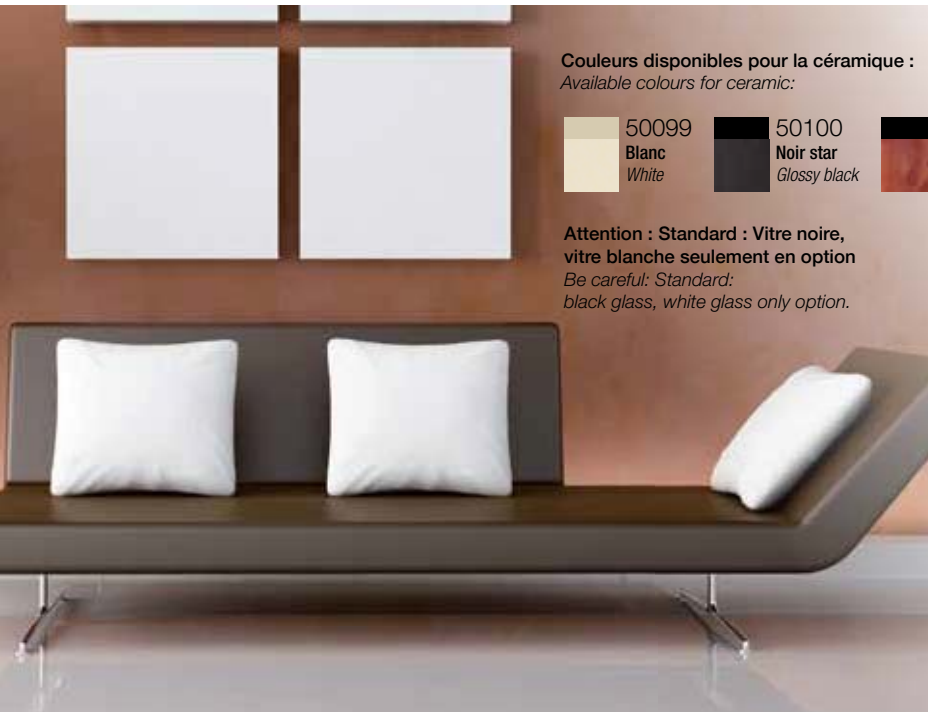 Couleurs disponibles pour la céramique :
Available colours for ceramic:
50099
Blanc
White
50100
Noir star
Glossy black
Attention : Standard : Vitre noire,
vitre blanche seulement en option
Be careful: Standard:
black glass, white glass only option.